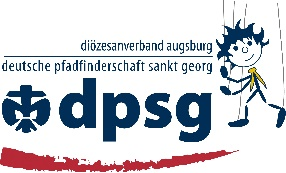 diözesanverband augsburg
deutsche pfadfinderschaft sankt georg
dpsg